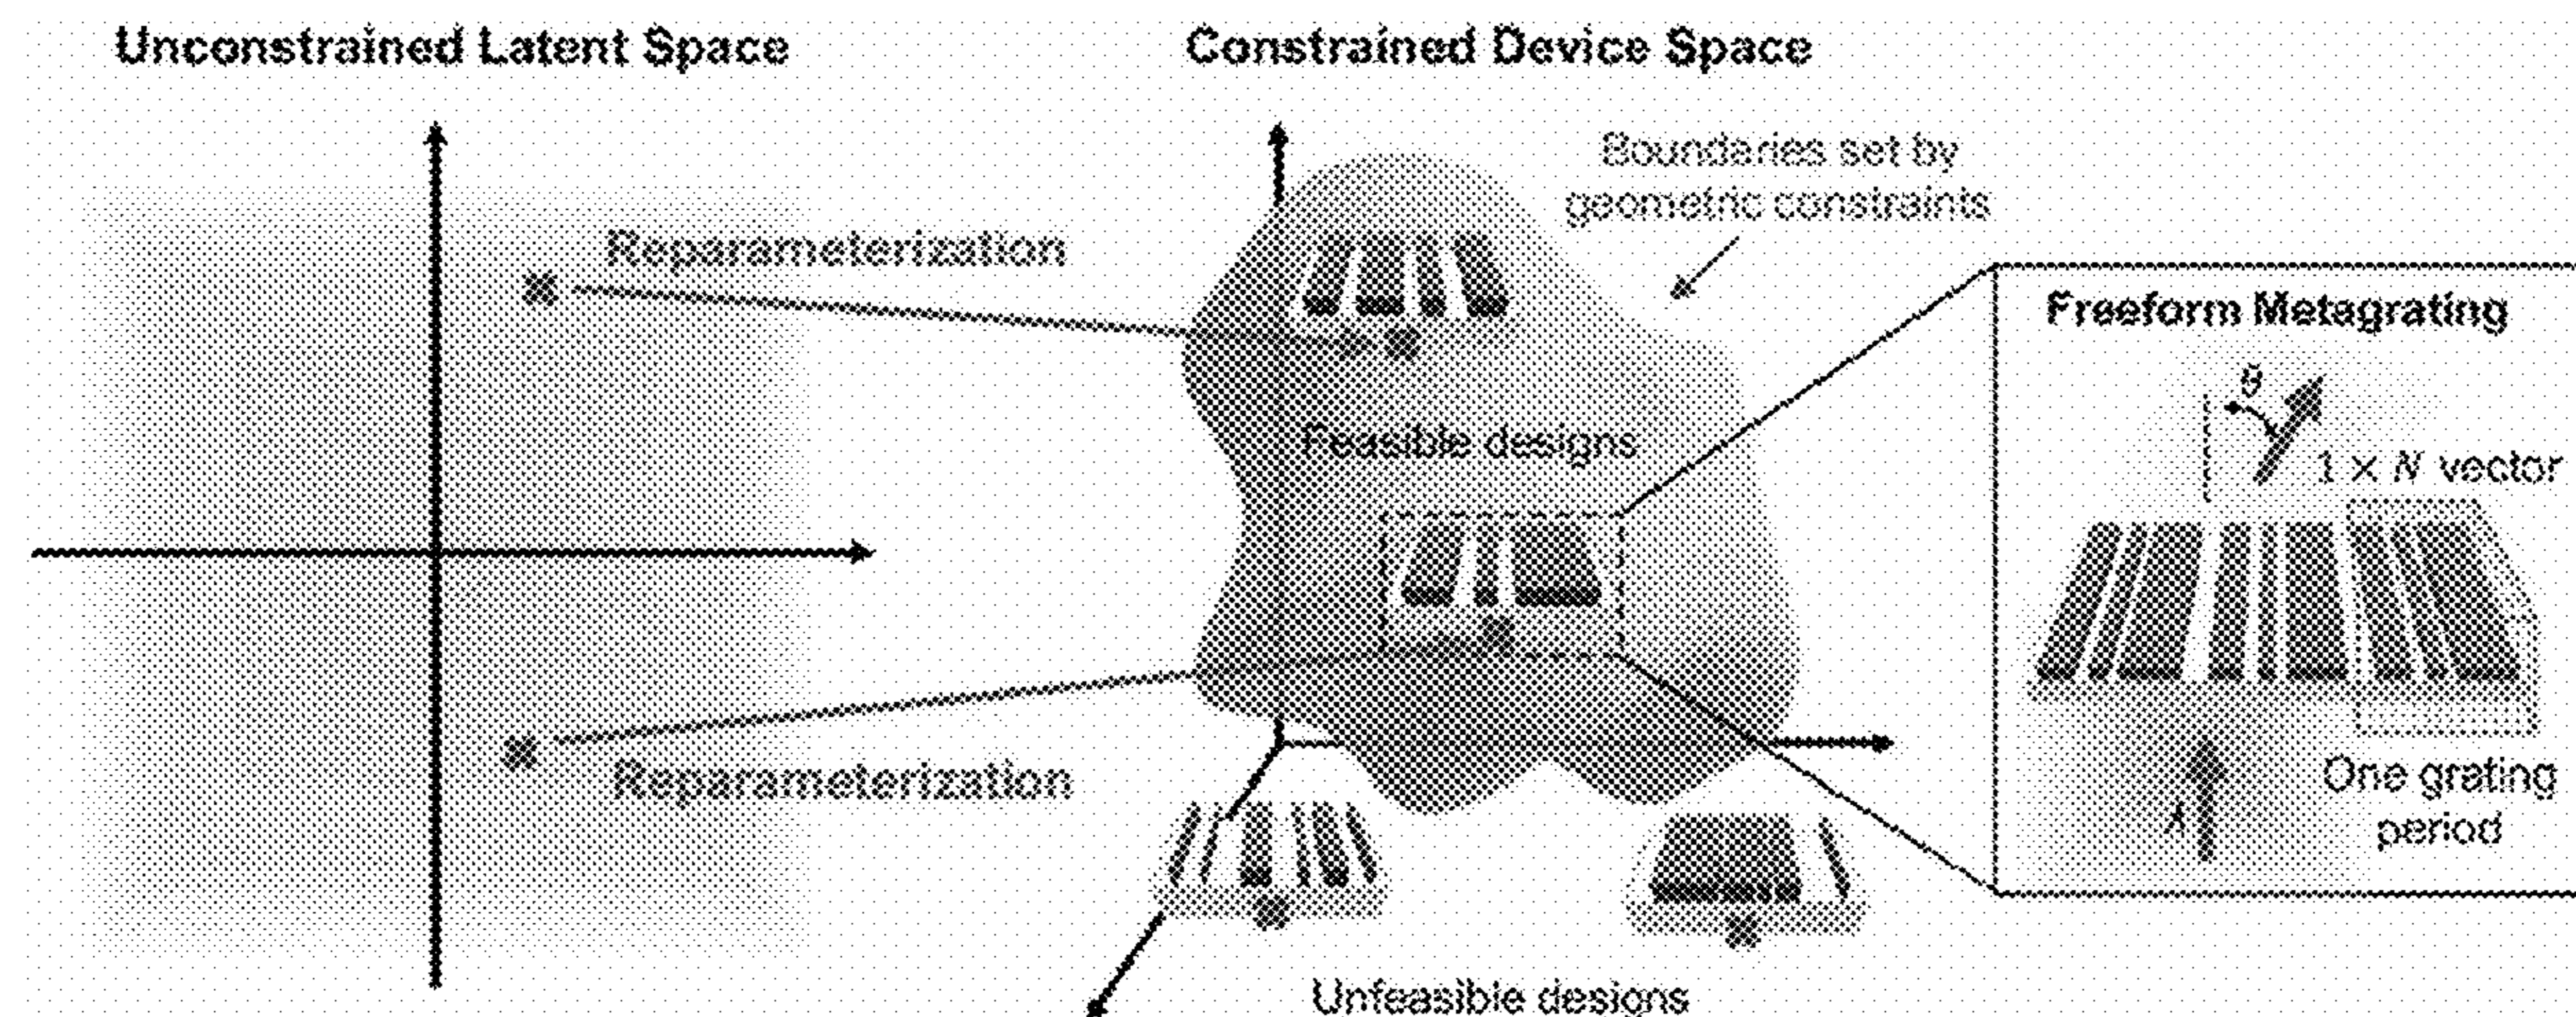 Unconstrained Latent Space
Constrained Device Space
Boundaries set by
geometric constraints
Reparameterization
Feasible designs
Reparameterization
Unfeasible designs
Freeform Metagrating
θ
1 × N vector
λ
One grating
period